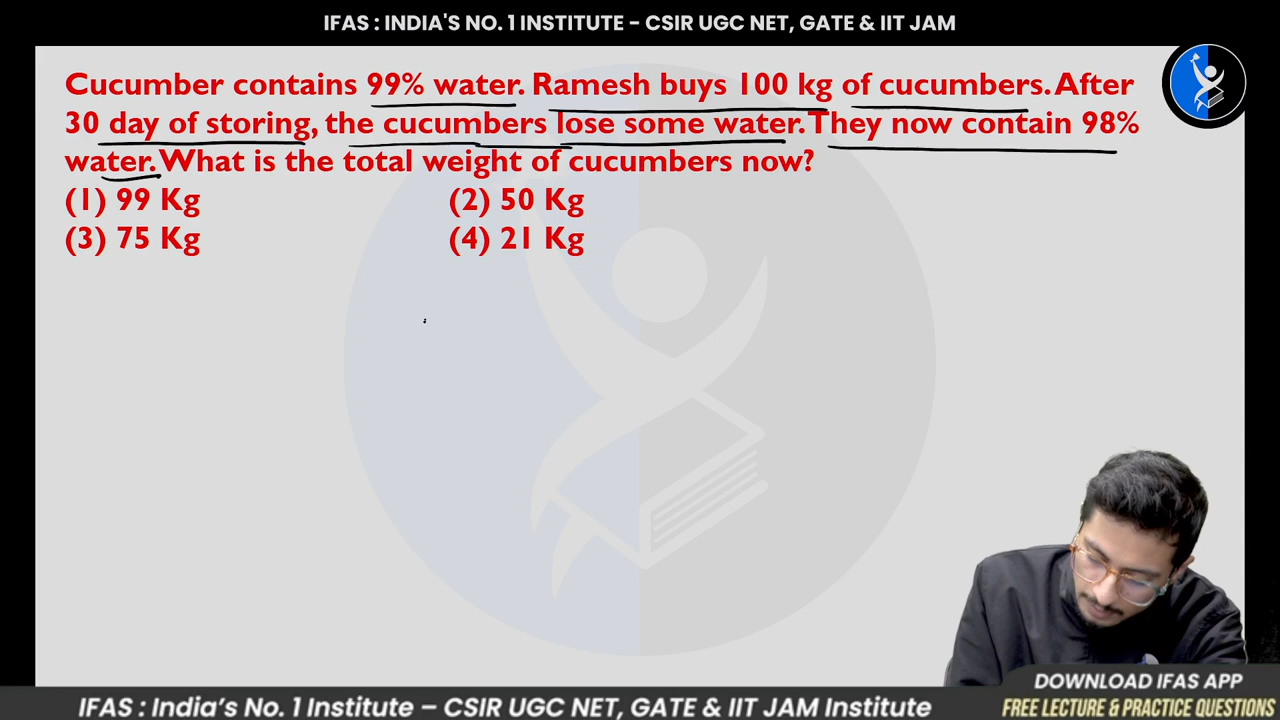 IFAS : INDIA'S NO. 1 INSTITUTE - CSIR UGC NET, GATE & IIT JAM
Cucumber contains 99% water. Ramesh buys 100 kg of cucumbers. After
30 day of storing, the cucumbers lose some water. They now contain 98%
water. What is the total weight of cucumbers now?
(1) 99 Kg (2) 50 Kg
(3) 75 Kg (4) 21 Kg
DOWNLOAD IFAS APP
FREE LECTURE & PRACTICE QUESTIONS
IFAS : India's No. 1 Institute – CSIR UGC NET, GATE & IIT JAM Institute